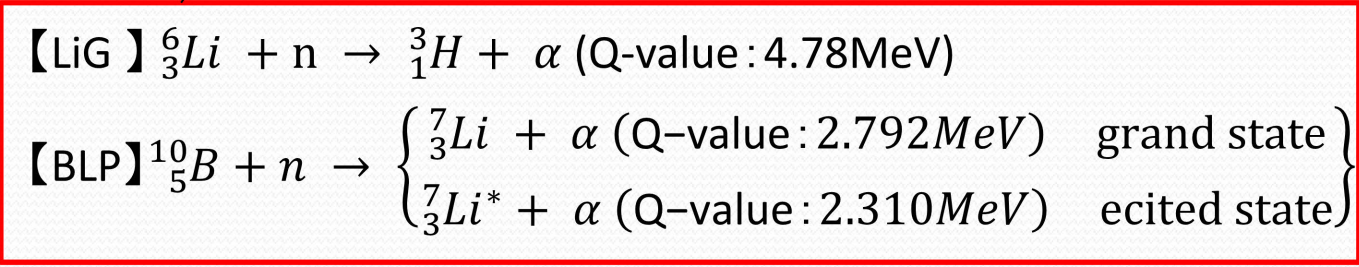 【LiG 】⁶₃Li + n → ³₁H + α (Q-value:4.78MeV)
【BLP】¹⁰₅B + n → { ⁷₃Li + α (Q−value:2.792MeV) grand state }
⁷₃Li* + α (Q−value:2.310MeV) ecited state